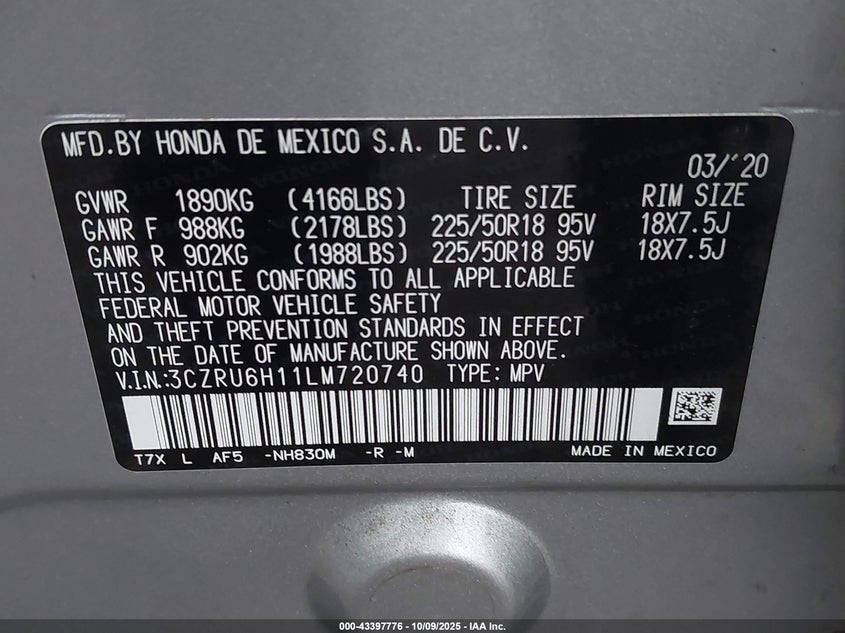 MFD.BY HONDA DE MEXICO S.A. DE C.V.
03/'20
GVWR 1890KG (4166LBS) TIRE SIZE RIM SIZE
GAWR F 988KG (2178LBS) 225/50R18 95V 18X7.5J
GAWR R 902KG (1988LBS) 225/50R18 95V 18X7.5J
THIS VEHICLE CONFORMS TO ALL APPLICABLE
FEDERAL MOTOR VEHICLE SAFETY
AND THEFT PREVENTION STANDARDS IN EFFECT
ON THE DATE OF MANUFACTURE SHOWN ABOVE.
V.I.N:3CZRU6H11LM720740 TYPE: MPV
T7X L AF5 -NH830M -R -M MADE IN MEXICO
000-43397776 - 10/09/2025 - IAA Inc.